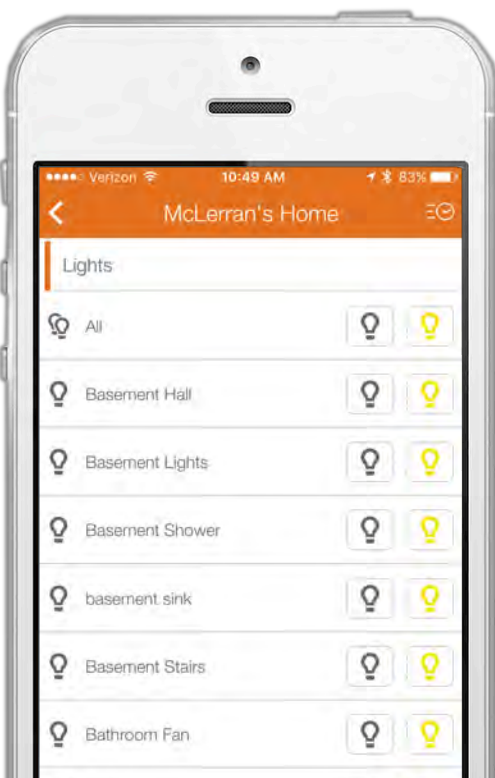 Verizon 10:49 AM 83%
McLerran's Home
Lights
All
Basement Hall
Basement Lights
Basement Shower
basement sink
Basement Stairs
Bathroom Fan